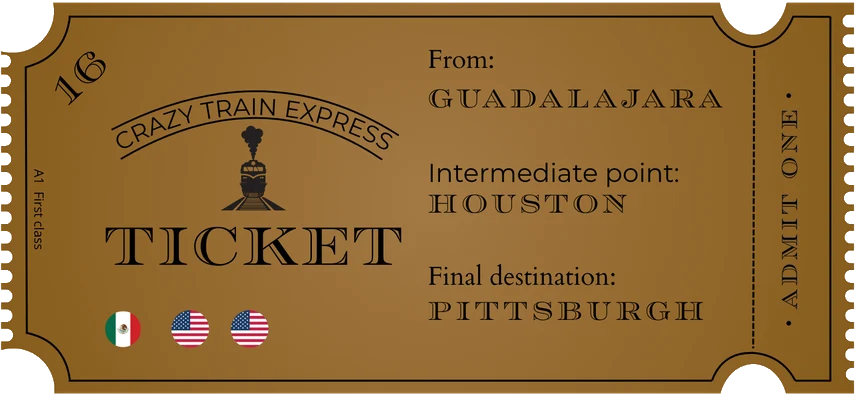 16
A1 First class
CRAZY TRAIN EXPRESS
TICKET
From:
GUADALAJARA
Intermediate point:
HOUSTON
Final destination:
PITTSBURGH
• ADMIT ONE •